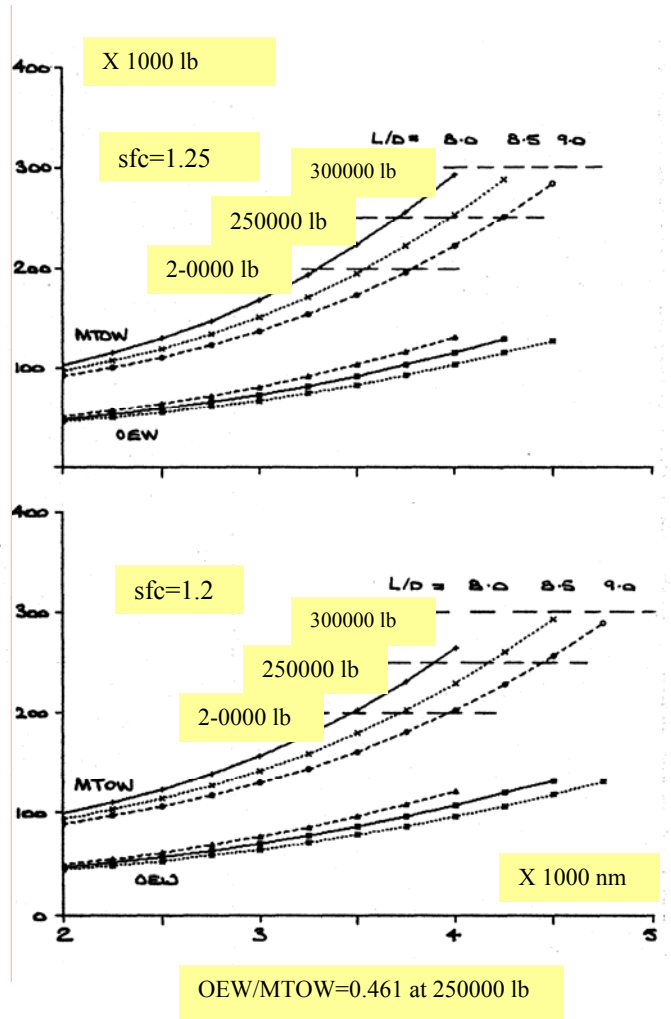 400
X 1000 lb
L/D= 8.0 8.5 9.0
sfc=1.25
300
300000 lb
250000 lb
200
2-0000 lb
MTOW
100
OEW
400
sfc=1.2
L/D = 8.0 8.5 9.0
300
300000 lb
250000 lb
200
2-0000 lb
MTOW
100
OEW
X 1000 nm
0
2 3 4 5
OEW/MTOW=0.461 at 250000 lb